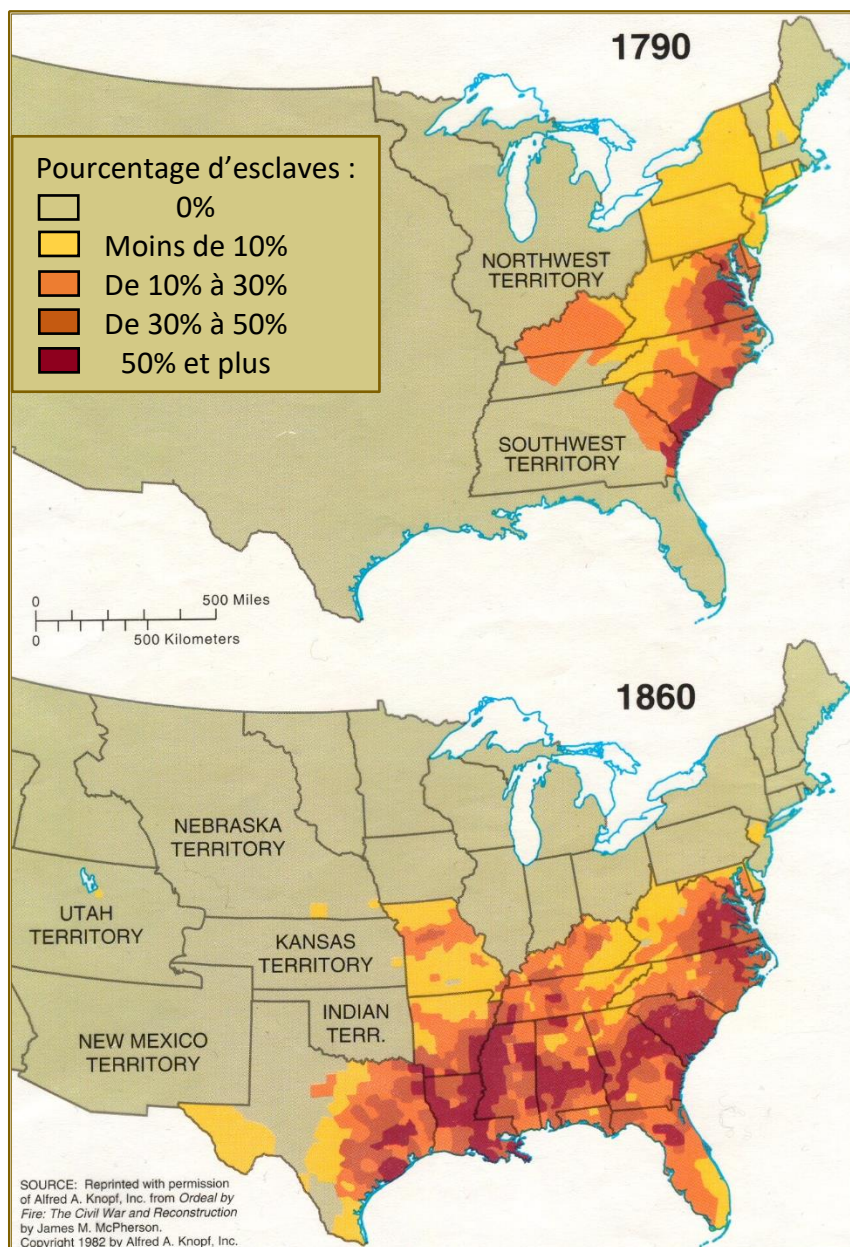 1790
Pourcentage d’esclaves :
0%
Moins de 10%
De 10% à 30%
De 30% à 50%
50% et plus
NORTHWEST
TERRITORY
SOUTHWEST
TERRITORY
0 500 Miles
0 500 Kilometers
1860
NEBRASKA
TERRITORY
UTAH
TERRITORY
KANSAS
TERRITORY
INDIAN
TERR.
NEW MEXICO
TERRITORY
SOURCE: Reprinted with permission
of Alfred A. Knopf, Inc. from Ordeal by
Fire: The Civil War and Reconstruction
by James M. McPherson.
Copyright 1982 by Alfred A. Knopf, Inc.